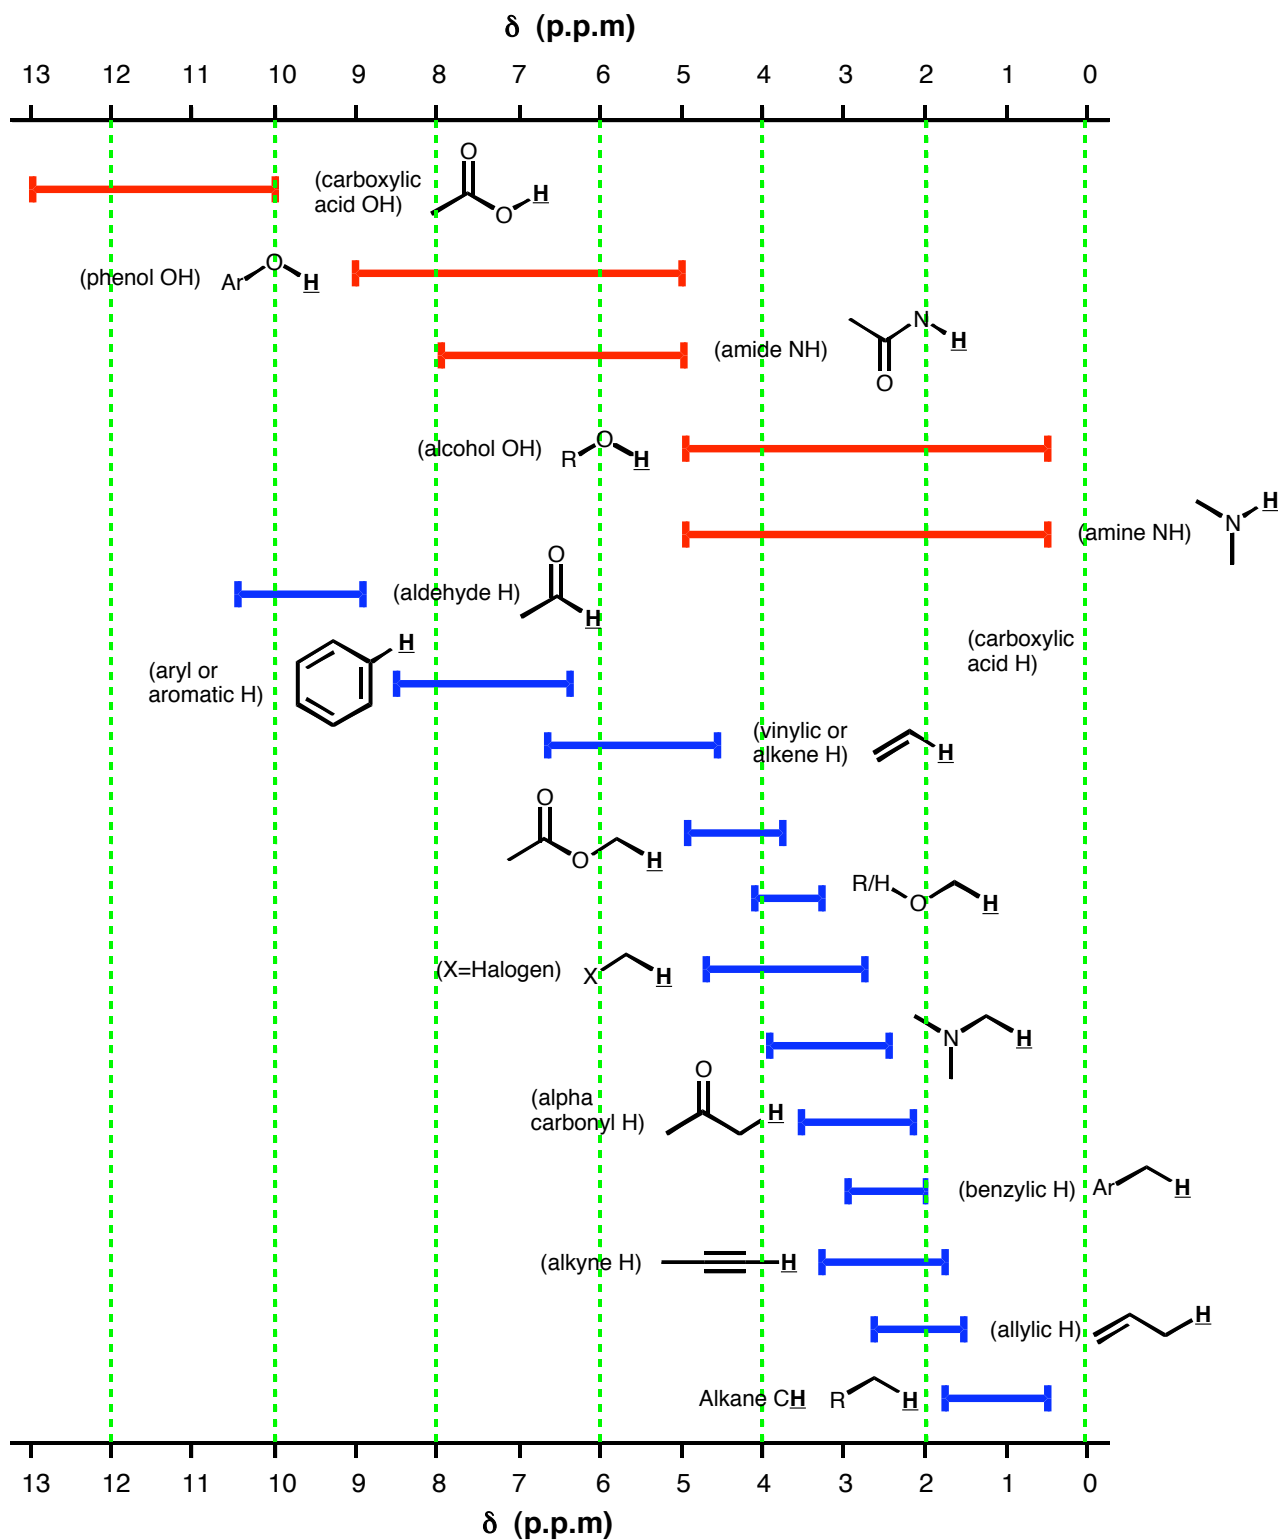 δ (p.p.m)
13 12 11 10 9 8 7 6 5 4 3 2 1 0
(carboxylic
acid OH)
O
O
H
(phenol OH)
Ar
O
H
(amide NH)
N
H
O
(alcohol OH)
R
O
H
(amine NH)
N
H
(aldehyde H)
O
H
(carboxylic
acid H)
(aryl or
aromatic H)
H
(vinylic or
alkene H)
H
O
O
H
R/H
O
H
(X=Halogen)
X
H
N
H
(alpha
carbonyl H)
O
H
(benzylic H)
Ar
H
(alkyne H)
H
(allylic H)
H
Alkane CH
R
H
13 12 11 10 9 8 7 6 5 4 3 2 1 0
δ (p.p.m)